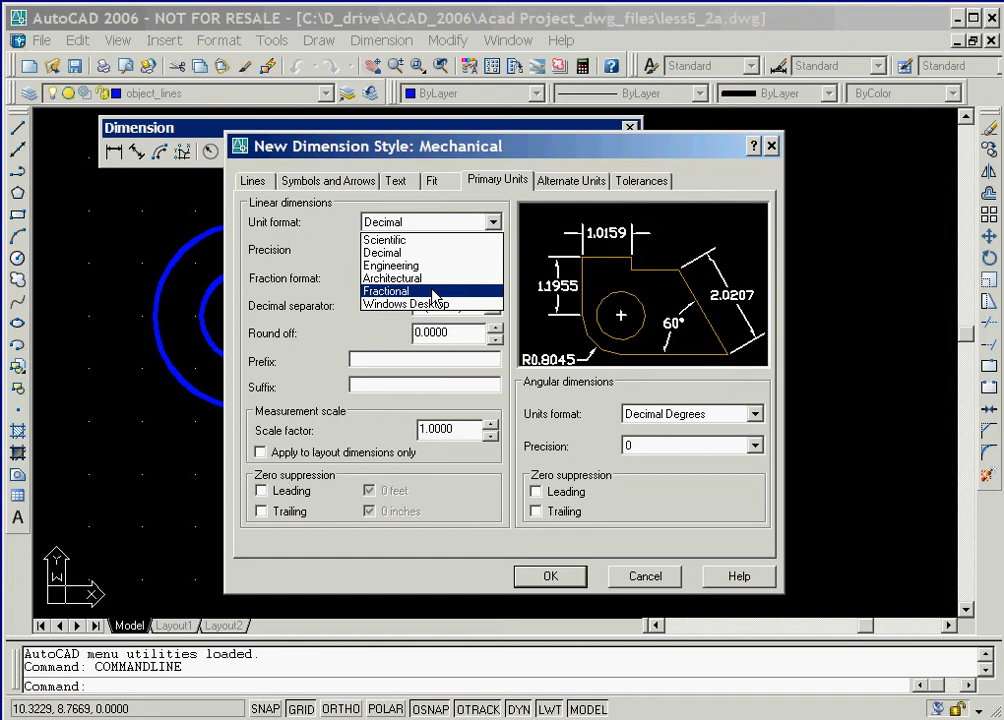 AutoCAD 2006 - NOT FOR RESALE - [C:\D_drive\ACAD_2006\Acad Project_dwg_files\less5_2a.dwg]
File Edit View Insert Format Tools Draw Dimension Modify Window Help
Standard Standard Standard
object_lines ByLayer ByLayer ByLayer ByColor
Dimension
New Dimension Style: Mechanical
Lines Symbols and Arrows Text Fit Primary Units Alternate Units Tolerances
Linear dimensions
Unit format: Decimal
Scientific
Decimal
Engineering
Architectural
Fractional
Windows Desktop
Precision
Fraction format:
Decimal separator:
Round off: 0.0000
Prefix:
Suffix:
Measurement scale
Scale factor: 1.0000
Apply to layout dimensions only
Zero suppression
Leading 0 feet
Trailing 0 inches
1.0159
1.1955
2.0207
60°
R0.8045
Angular dimensions
Units format: Decimal Degrees
Precision: 0
Zero suppression
Leading
Trailing
OK Cancel Help
W
X
Model Layout1 Layout2
AutoCAD menu utilities loaded.
Command: COMMANDLINE
Command:
10.3229, 8.7669, 0.0000 SNAP GRID ORTHO POLAR OSNAP OTRACK DYN LWT MODEL